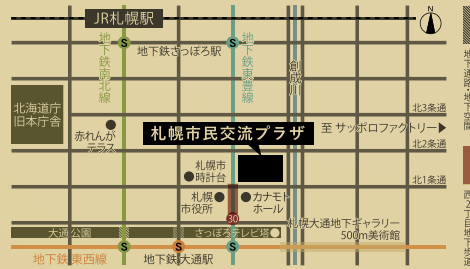 JR札幌駅
N
地下鉄さっぽろ駅
S
S
地下鉄南北線
地下鉄東豊線
創成川
北海道庁
旧本庁舎
赤れんが
テラス
札幌市民交流プラザ
北3条通
至 サッポロファクトリー▶
北2条通
札幌市
時計台
北1条通
札幌
市役所
カナモト
ホール
30
札幌大通地下ギャラリー
500m美術館
大通公園
さっぽろテレビ塔
S
S
S
地下鉄東西線
地下鉄大通駅